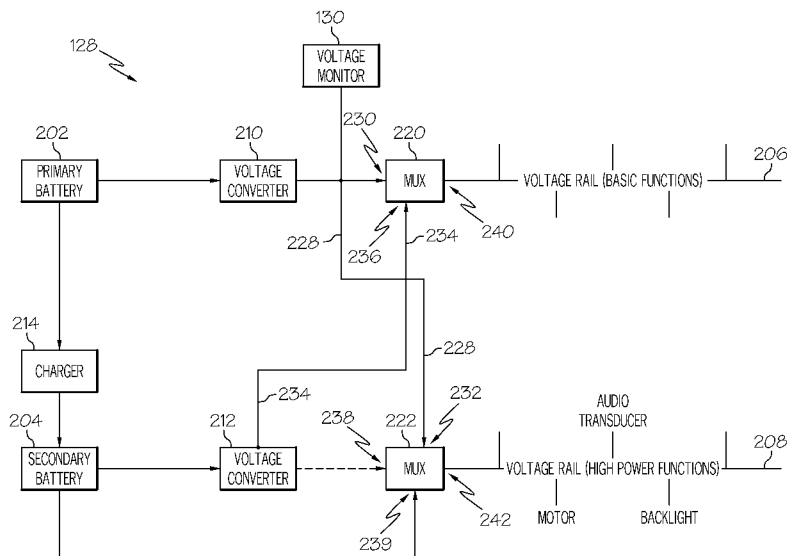 130
128
VOLTAGE
MONITOR
202
210
230
220
206
PRIMARY
BATTERY
VOLTAGE
CONVERTER
MUX
VOLTAGE RAIL (BASIC FUNCTIONS)
228
236
234
240
214
CHARGER
228
234
AUDIO
TRANSDUCER
204
212
238
222
232
208
SECONDARY
BATTERY
VOLTAGE
CONVERTER
MUX
VOLTAGE RAIL (HIGH POWER FUNCTIONS)
239
242
MOTOR
BACKLIGHT